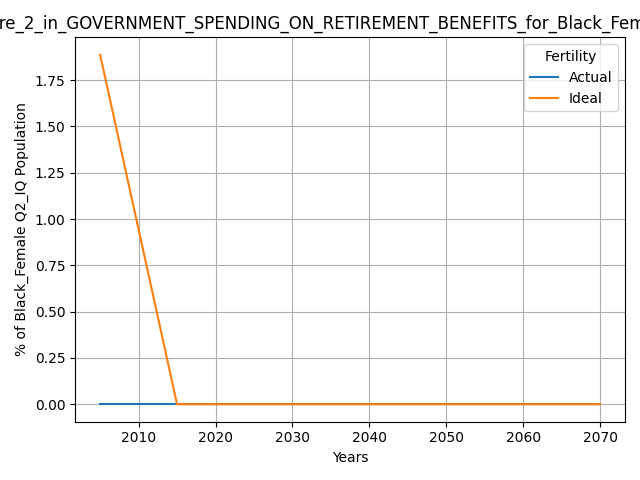 re_2_in_GOVERNMENT_SPENDING_ON_RETIREMENT_BENEFITS_for_Black_Fem
Fertility
Actual
Ideal
% of Black_Female Q2_IQ Population
1.75
1.50
1.25
1.00
0.75
0.50
0.25
0.00
2010 2020 2030 2040 2050 2060 2070
Years